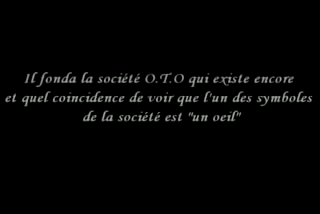 Il fonda la société O.T.O qui existe encore
et quel coincidence de voir que l'un des symboles
de la société est "un oeil"